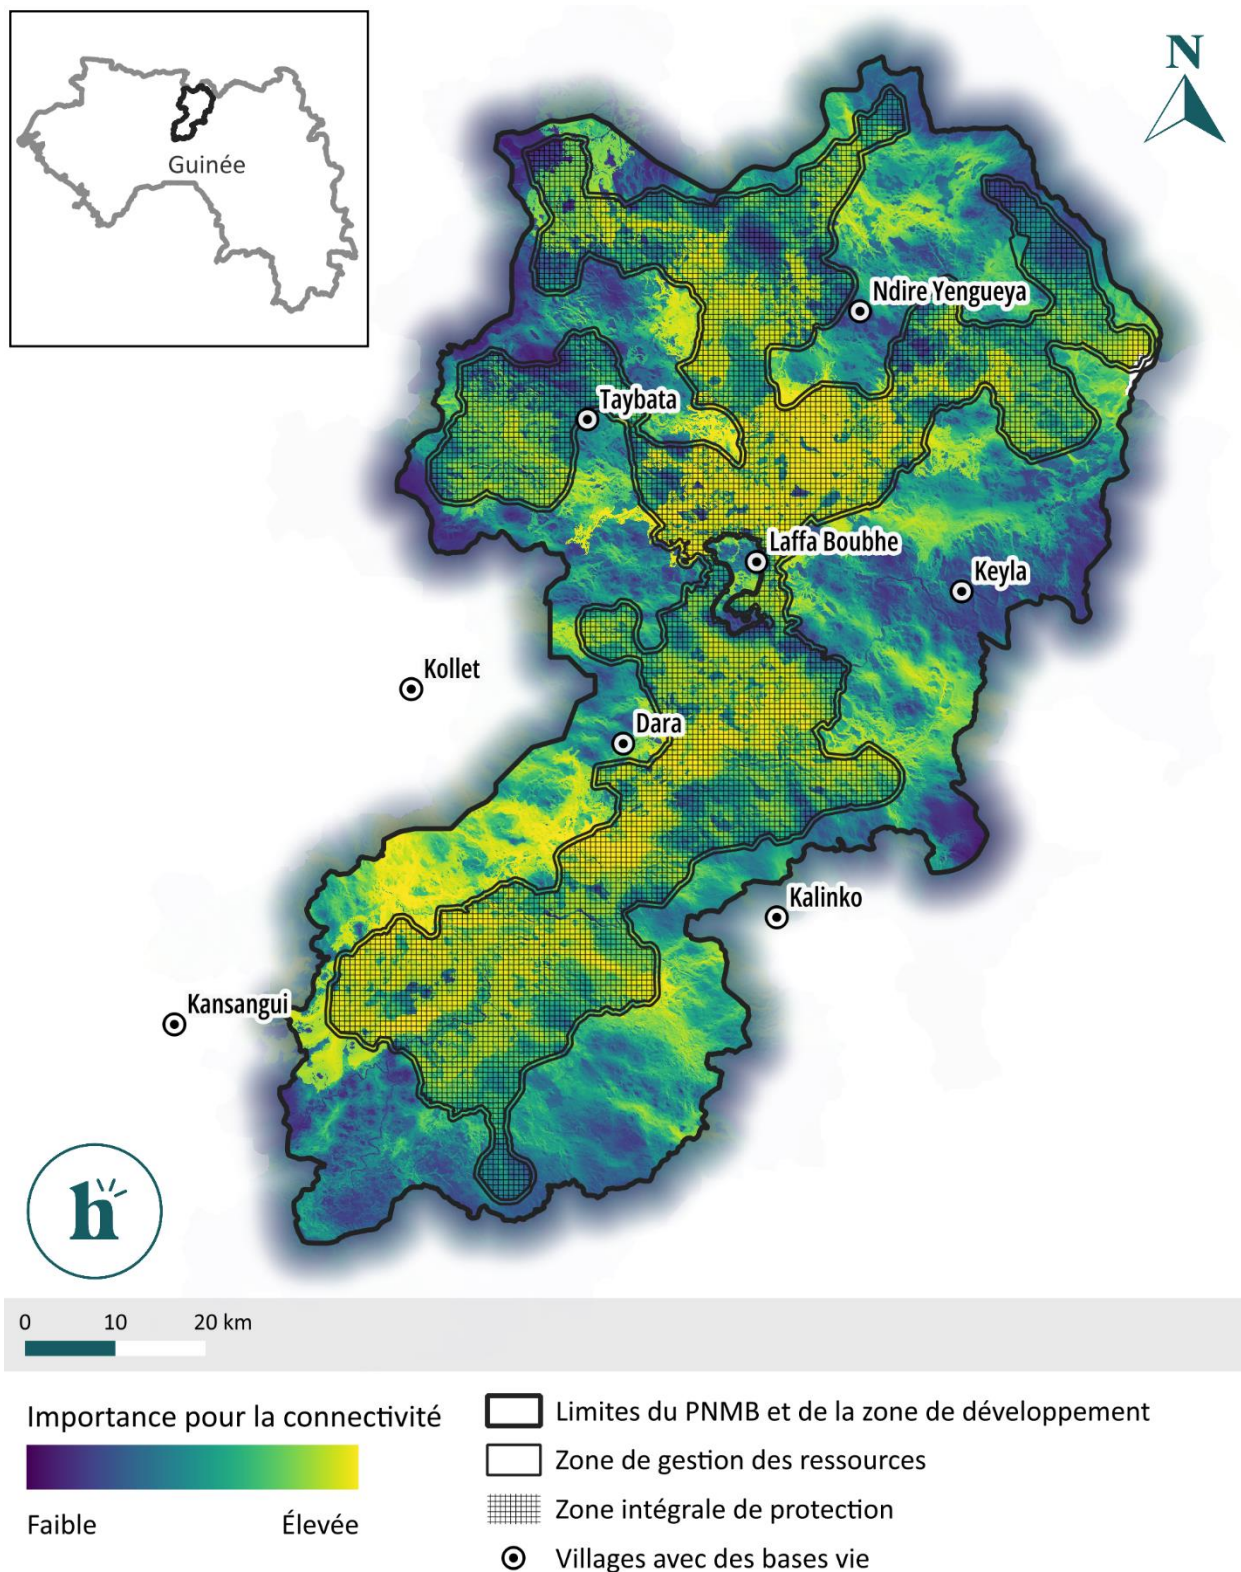 Guinée
N
Ndire Yengueya
Taybata
Laffa Boubhe
Keyla
Kollet
Dara
Kalinko
Kansangui
h
0 10 20 km
Importance pour la connectivité
Faible Élevée
Limites du PNMB et de la zone de développement
Zone de gestion des ressources
Zone intégrale de protection
Villages avec des bases vie